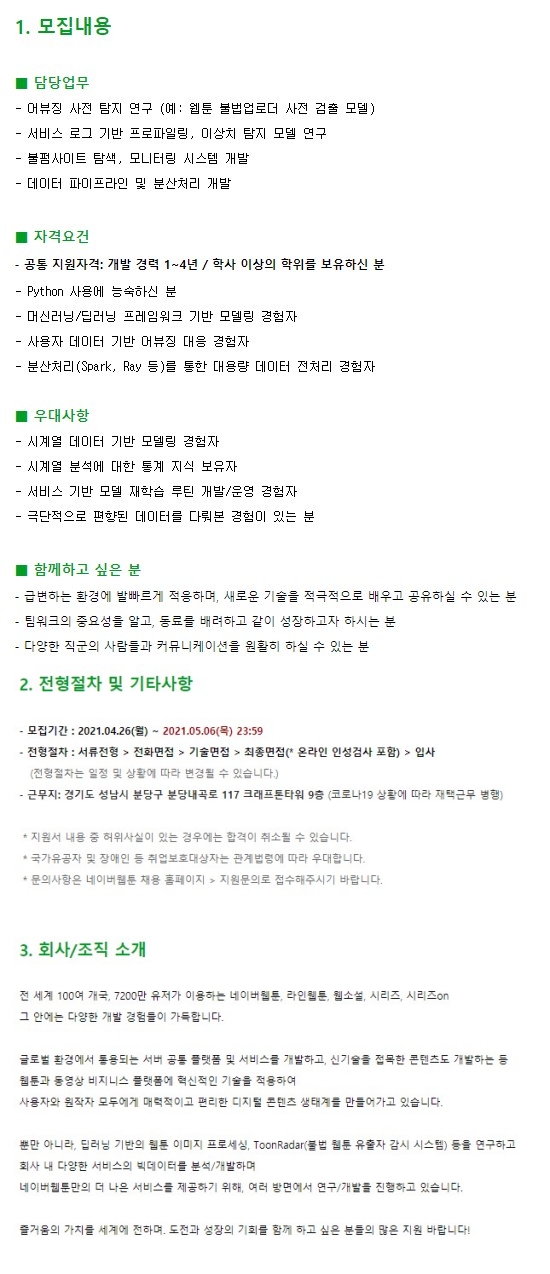 1. 모집내용
■ 담당업무
- 어뷰징 사전 탐지 연구 (예: 웹툰 불법업로더 사전 검출 모델)
- 서비스 로그 기반 프로파일링, 이상치 탐지 모델 연구
- 불펌사이트 탐색, 모니터링 시스템 개발
- 데이터 파이프라인 및 분산처리 개발
■ 자격요건
- 공통 지원자격: 개발 경력 1~4년 / 학사 이상의 학위를 보유하신 분
- Python 사용에 능숙하신 분
- 머신러닝/딥러닝 프레임워크 기반 모델링 경험자
- 사용자 데이터 기반 어뷰징 대응 경험자
- 분산처리(Spark, Ray 등)를 통한 대용량 데이터 전처리 경험자
■ 우대사항
- 시계열 데이터 기반 모델링 경험자
- 시계열 분석에 대한 통계 지식 보유자
- 서비스 기반 모델 재학습 루틴 개발/운영 경험자
- 극단적으로 편향된 데이터를 다뤄본 경험이 있는 분
■ 함께하고 싶은 분
- 급변하는 환경에 발빠르게 적응하며, 새로운 기술을 적극적으로 배우고 공유하실 수 있는 분
- 팀워크의 중요성을 알고, 동료를 배려하고 같이 성장하고자 하시는 분
- 다양한 직군의 사람들과 커뮤니케이션을 원활히 하실 수 있는 분
2. 전형절차 및 기타사항
- 모집기간 : 2021.04.26(월) ~ 2021.05.06(목) 23:59
- 전형절차 : 서류전형 > 전화면접 > 기술면접 > 최종면접(* 온라인 인성검사 포함) > 입사
(전형절차는 일정 및 상황에 따라 변경될 수 있습니다.)
- 근무지: 경기도 성남시 분당구 분당내곡로 117 크래프톤타워 9층 (코로나19 상황에 따라 재택근무 병행)
* 지원서 내용 중 허위사실이 있는 경우에는 합격이 취소될 수 있습니다.
* 국가유공자 및 장애인 등 취업보호대상자는 관계법령에 따라 우대합니다.
* 문의사항은 네이버웹툰 채용 홈페이지 > 지원문의로 접수해주시기 바랍니다.
3. 회사/조직 소개
전 세계 100여 개국, 7200만 유저가 이용하는 네이버웹툰, 라인웹툰, 웹소설, 시리즈, 시리즈on
그 안에는 다양한 개발 경험들이 가득합니다.
글로벌 환경에서 통용되는 서버 공통 플랫폼 및 서비스를 개발하고, 신기술을 접목한 콘텐츠도 개발하는 등
웹툰과 동영상 비지니스 플랫폼에 혁신적인 기술을 적용하여
사용자와 원작자 모두에게 매력적이고 편리한 디지털 콘텐츠 생태계를 만들어가고 있습니다.
뿐만 아니라, 딥러닝 기반의 웹툰 이미지 프로세싱, ToonRadar(불법 웹툰 유출자 감시 시스템) 등을 연구하고
회사 내 다양한 서비스의 빅데이터를 분석/개발하며
네이버웹툰만의 더 나은 서비스를 제공하기 위해, 여러 방면에서 연구/개발을 진행하고 있습니다.
즐거움의 가치를 세계에 전하며, 도전과 성장의 기회를 함께 하고 싶은 분들의 많은 지원 바랍니다!